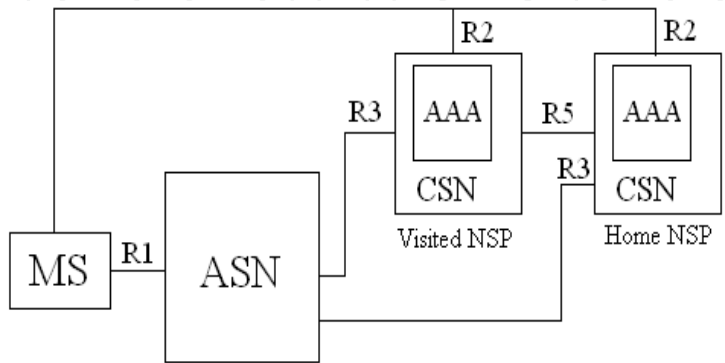 R2 R2
AAA AAA
R3 R5
R3
CSN CSN
Visited NSP Home NSP
MS R1 ASN